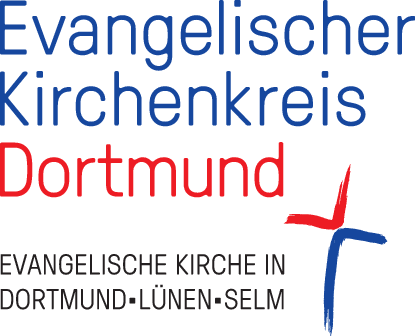 Evangelischer
Kirchenkreis
Dortmund
EVANGELISCHE KIRCHE IN
DORTMUND▪LÜNEN▪SELM